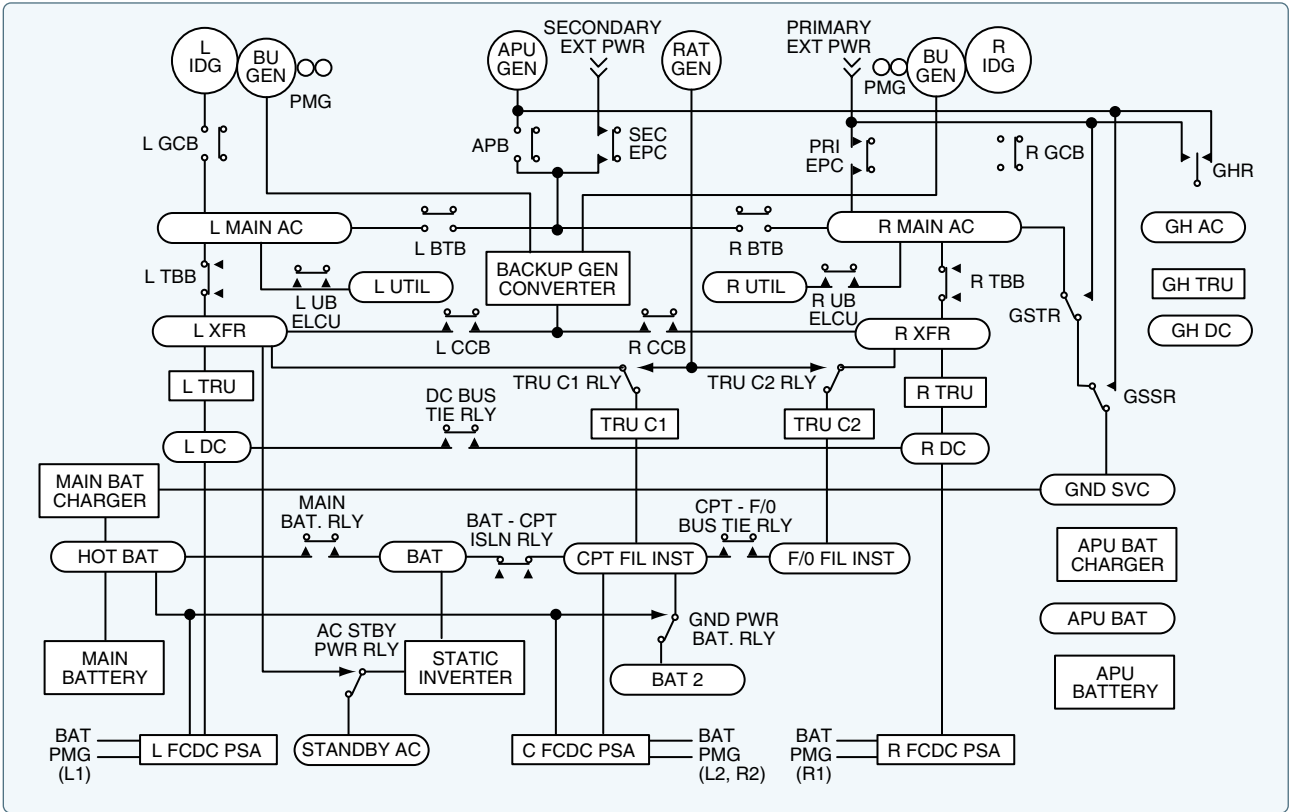 L
IDG
BU
GEN
PMG
APU
GEN
SECONDARY
EXT PWR
RAT
GEN
PRIMARY
EXT PWR
PMG
BU
GEN
R
IDG
L GCB
APB
SEC
EPC
PRI
EPC
R GCB
GHR
L MAIN AC
L BTB
R BTB
R MAIN AC
GH AC
L TBB
L UB
ELCU
L UTIL
BACKUP GEN
CONVERTER
R UTIL
R UB
ELCU
R TBB
GH TRU
GSTR
L XFR
L CCB
R CCB
R XFR
GH DC
L TRU
TRU C1 RLY
TRU C2 RLY
R TRU
GSSR
DC BUS
TIE RLY
TRU C1
TRU C2
L DC
R DC
MAIN BAT
CHARGER
GND SVC
MAIN
BAT. RLY
BAT - CPT
ISLN RLY
CPT - F/0
BUS TIE RLY
HOT BAT
BAT
CPT FIL INST
F/0 FIL INST
APU BAT
CHARGER
GND PWR
BAT. RLY
APU BAT
AC STBY
PWR RLY
MAIN
BATTERY
STATIC
INVERTER
BAT 2
APU
BATTERY
BAT
PMG
(L1)
L FCDC PSA
STANDBY AC
C FCDC PSA
BAT
PMG
(L2, R2)
BAT
PMG
(R1)
R FCDC PSA